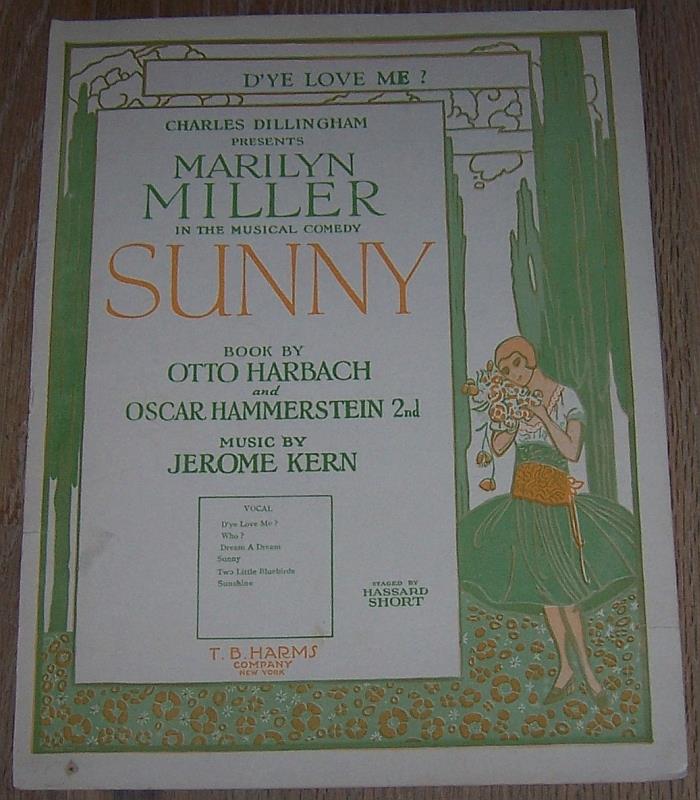 D'YE LOVE ME ?
CHARLES DILLINGHAM
PRESENTS
MARILYN
MILLER
IN THE MUSICAL COMEDY
SUNNY
BOOK BY
OTTO HARBACH
and
OSCAR HAMMERSTEIN 2nd
MUSIC BY
JEROME KERN
VOCAL
D'ye Love Me ?
Who ?
Dream A Dream
Sunny
Two Little Bluebirds
Sunshine
STAGED BY
HASSARD
SHORT
T. B. HARMS
COMPANY
NEW YORK